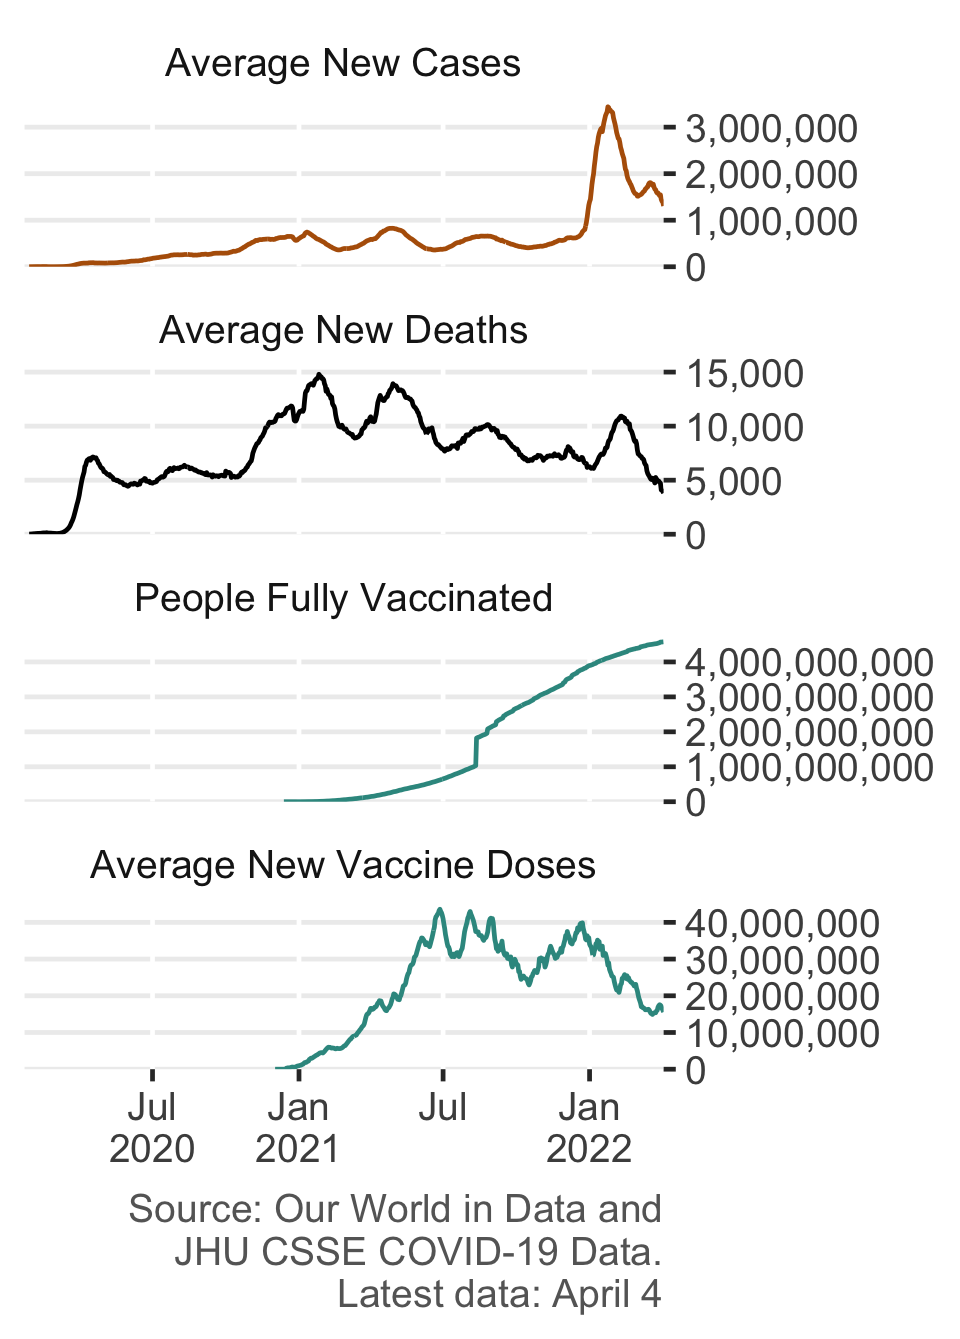 Average New Cases
3,000,000
2,000,000
1,000,000
0
Average New Deaths
15,000
10,000
5,000
0
People Fully Vaccinated
4,000,000,000
3,000,000,000
2,000,000,000
1,000,000,000
0
Average New Vaccine Doses
40,000,000
30,000,000
20,000,000
10,000,000
0
Jul Jan Jul Jan
2020 2021 2022
Source: Our World in Data and
JHU CSSE COVID-19 Data.
Latest data: April 4